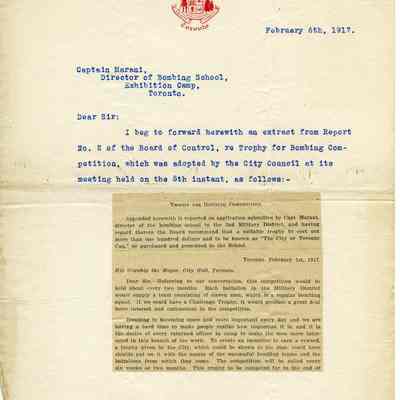 Toronto
February 6th, 1917.
Captain Marani,
Director of Bombing School,
Exhibition Camp,
Toronto.
Dear Sir:
I beg to forward herewith an extract from Report
No. 2 of the Board of Control, re Trophy for Bombing Com-
petition, which was adopted by the City Council at its
meeting held on the 5th instant, as follows:-
Trophy for Bombing Competition.
Appended herewith is reported an application submitted by Capt. Marani,
director of the bombing school in the 2nd Military District, and having
regard thereto the Board recommend that a suitable trophy to cost not
more than one hundred dollars and to be known as "The City of Toronto
Cup," be purchased and presented to the School.
Toronto, February 1st, 1917.
His Worship the Mayor, City Hall, Toronto.
Dear Sir,—Referring to our conversation, this competition would be
held about every two months. Each battalion in the Military District
would supply a team consisting of eleven men, which is a regular bombing
squad. If we could have a Challenge Trophy, it would produce a great deal
more interest and enthusiasm in the competition.
Bombing is becoming more and more important every day and we are
having a hard time to make people realize how important it is and it is
the desire of every returned officer in camp to make the men more inter-
ested in this branch of the work. To create an incentive to earn a reward,
a trophy given by the City, which could be shown to the men, could have
shields put on it with the names of the successful bombing teams and the
battalions from which they came. The competition will be called every
six weeks or two months. This trophy to be competed for to the end of